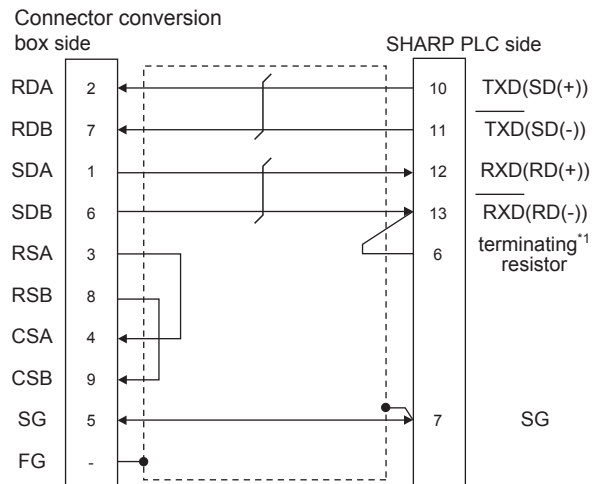 Connector conversion
box side
SHARP PLC side
RDA 2 10 TXD(SD(+))
RDB 7 11 TXD(SD(-))
SDA 1 12 RXD(RD(+))
SDB 6 13 RXD(RD(-))
RSA 3 6 terminating*1
resistor
RSB 8
CSA 4
CSB 9
SG 5 7 SG
FG -